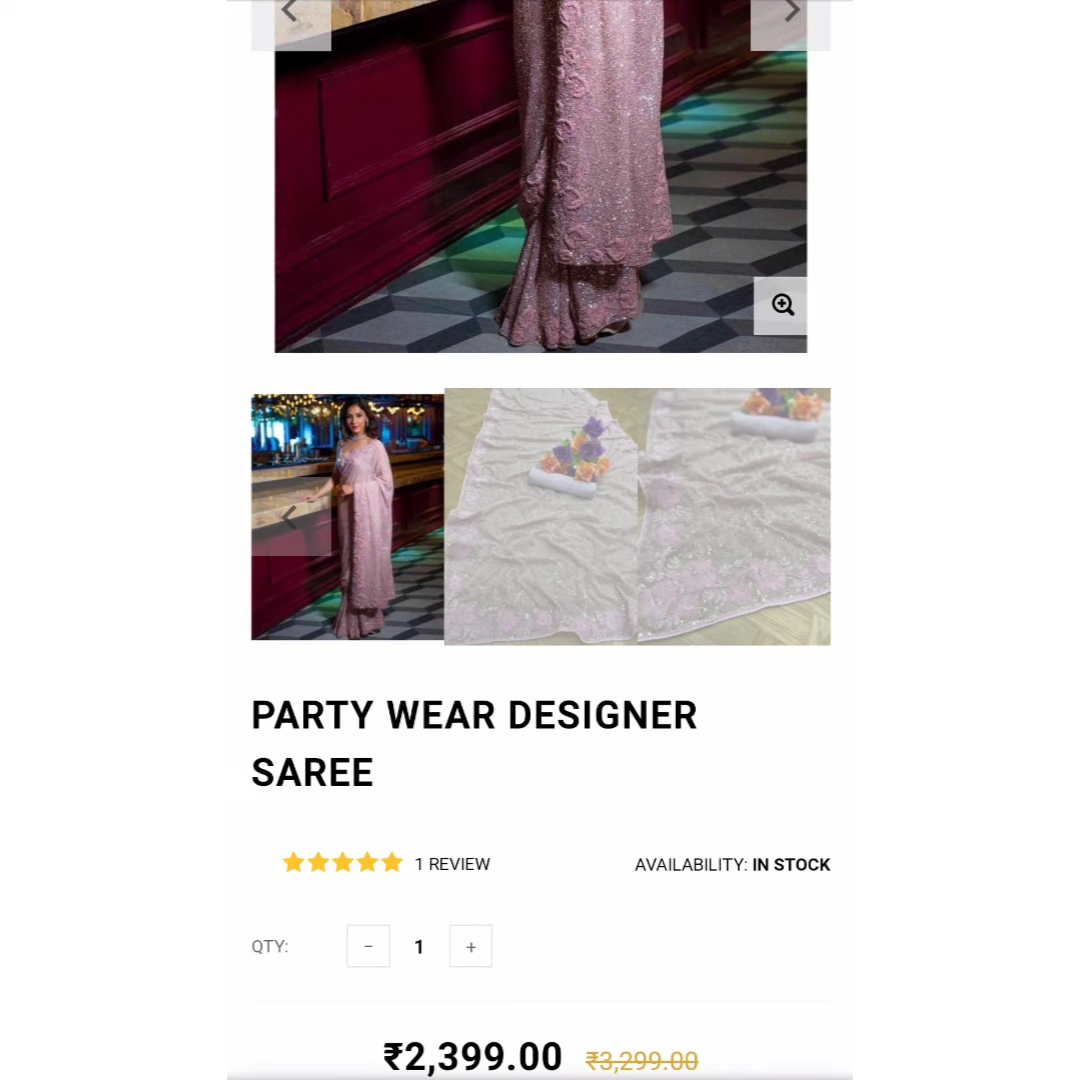 PARTY WEAR DESIGNER
SAREE
1 REVIEW
AVAILABILITY: IN STOCK
QTY:
− 1 +
₹2,399.00 ₹3,299.00